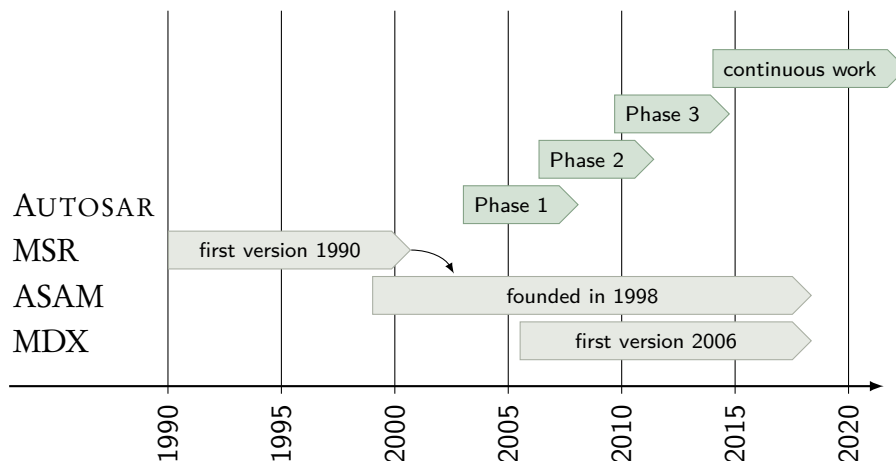 continuous work
Phase 3
Phase 2
AUTOSAR
Phase 1
MSR
first version 1990
ASAM
founded in 1998
MDX
first version 2006
1990
1995
2000
2005
2010
2015
2020